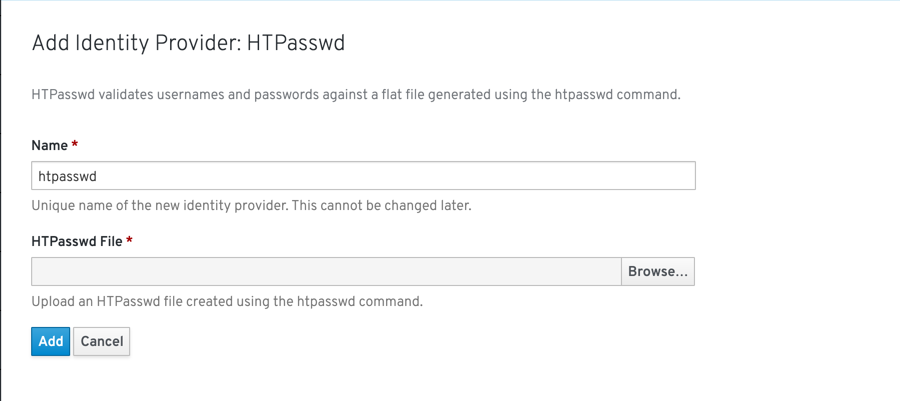 Add Identity Provider: HTPasswd
HTPasswd validates usernames and passwords against a flat file generated using the htpasswd command.
Name *
htpasswd
Unique name of the new identity provider. This cannot be changed later.
HTPasswd File *
Browse...
Upload an HTPasswd file created using the htpasswd command.
Add Cancel